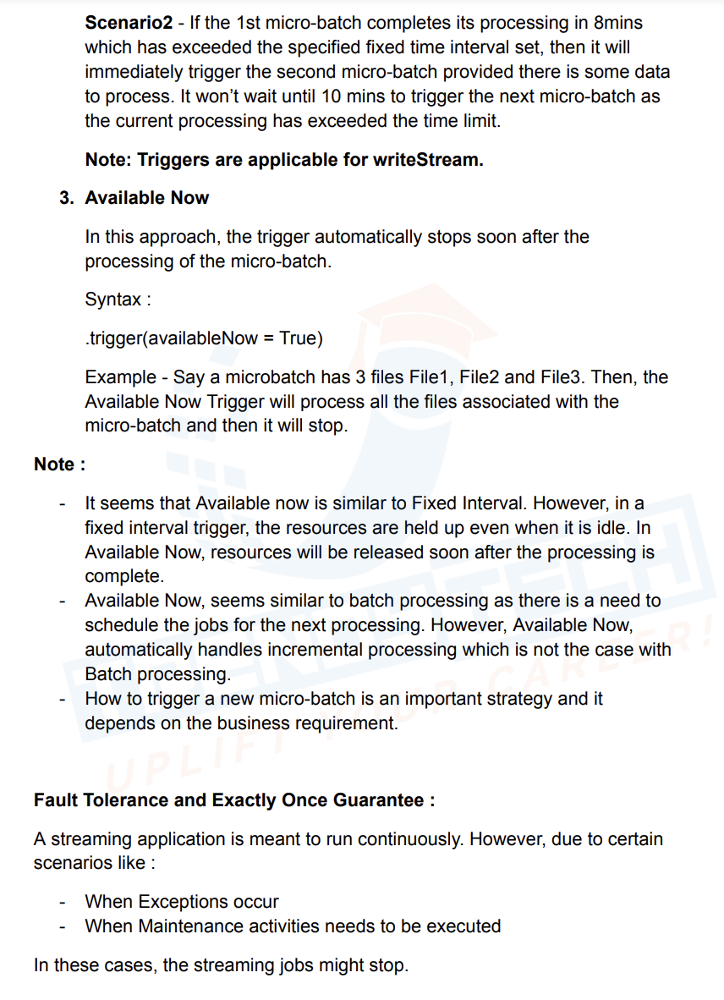 Scenario2 - If the 1st micro-batch completes its processing in 8mins
which has exceeded the specified fixed time interval set, then it will
immediately trigger the second micro-batch provided there is some data
to process. It won't wait until 10 mins to trigger the next micro-batch as
the current processing has exceeded the time limit.
Note: Triggers are applicable for writeStream.
3. Available Now
In this approach, the trigger automatically stops soon after the
processing of the micro-batch.
Syntax :
.trigger(availableNow = True)
Example - Say a microbatch has 3 files File1, File2 and File3. Then, the
Available Now Trigger will process all the files associated with the
micro-batch and then it will stop.
Note :
- It seems that Available now is similar to Fixed Interval. However, in a
fixed interval trigger, the resources are held up even when it is idle. In
Available Now, resources will be released soon after the processing is
complete.
- Available Now, seems similar to batch processing as there is a need to
schedule the jobs for the next processing. However, Available Now,
automatically handles incremental processing which is not the case with
Batch processing.
- How to trigger a new micro-batch is an important strategy and it
depends on the business requirement.
UPLIFT YOUR CAREER!
Fault Tolerance and Exactly Once Guarantee :
A streaming application is meant to run continuously. However, due to certain
scenarios like :
- When Exceptions occur
- When Maintenance activities needs to be executed
In these cases, the streaming jobs might stop.